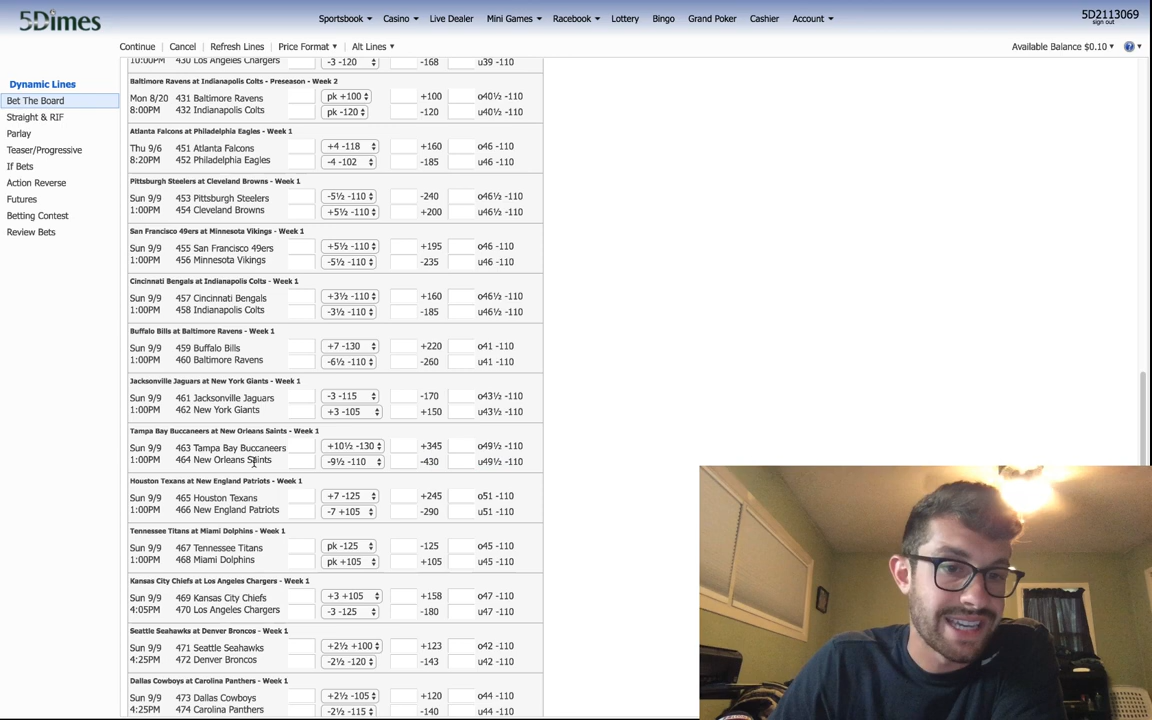 5Dimes
Sportsbook Casino Live Dealer Mini Games Racebook Lottery Bingo Grand Poker Cashier Account
5D2113069
sign out
Continue | Cancel | Refresh Lines | Price Format | Alt Lines
Available Balance $0.10 ?
Dynamic Lines
Bet The Board
Straight & RIF
Parlay
Teaser/Progressive
If Bets
Action Reverse
Futures
Betting Contest
Review Bets
10:00PM 430 Los Angeles Chargers -3 -120 -168 u39 -110
Baltimore Ravens at Indianapolis Colts - Preseason - Week 2
Mon 8/20 431 Baltimore Ravens pk +100 +100 o40½ -110
8:00PM 432 Indianapolis Colts pk -120 -120 u40½ -110
Atlanta Falcons at Philadelphia Eagles - Week 1
Thu 9/6 451 Atlanta Falcons +4 -118 +160 o46 -110
8:20PM 452 Philadelphia Eagles -4 -102 -185 u46 -110
Pittsburgh Steelers at Cleveland Browns - Week 1
Sun 9/9 453 Pittsburgh Steelers -5½ -110 -240 o46½ -110
1:00PM 454 Cleveland Browns +5½ -110 +200 u46½ -110
San Francisco 49ers at Minnesota Vikings - Week 1
Sun 9/9 455 San Francisco 49ers +5½ -110 +195 o46 -110
1:00PM 456 Minnesota Vikings -5½ -110 -235 u46 -110
Cincinnati Bengals at Indianapolis Colts - Week 1
Sun 9/9 457 Cincinnati Bengals +3½ -110 +160 o46½ -110
1:00PM 458 Indianapolis Colts -3½ -110 -185 u46½ -110
Buffalo Bills at Baltimore Ravens - Week 1
Sun 9/9 459 Buffalo Bills +7 -130 +220 o41 -110
1:00PM 460 Baltimore Ravens -6½ -110 -260 u41 -110
Jacksonville Jaguars at New York Giants - Week 1
Sun 9/9 461 Jacksonville Jaguars -3 -115 -170 o43½ -110
1:00PM 462 New York Giants +3 -105 +150 u43½ -110
Tampa Bay Buccaneers at New Orleans Saints - Week 1
Sun 9/9 463 Tampa Bay Buccaneers +10½ -130 +345 o49½ -110
1:00PM 464 New Orleans Saints -9½ -110 -430 u49½ -110
Houston Texans at New England Patriots - Week 1
Sun 9/9 465 Houston Texans +7 -125 +245 o51 -110
1:00PM 466 New England Patriots -7 +105 -290 u51 -110
Tennessee Titans at Miami Dolphins - Week 1
Sun 9/9 467 Tennessee Titans pk -125 -125 o45 -110
1:00PM 468 Miami Dolphins pk +105 +105 u45 -110
Kansas City Chiefs at Los Angeles Chargers - Week 1
Sun 9/9 469 Kansas City Chiefs +3 +105 +158 o47 -110
4:05PM 470 Los Angeles Chargers -3 -125 -180 u47 -110
Seattle Seahawks at Denver Broncos - Week 1
Sun 9/9 471 Seattle Seahawks +2½ +100 +123 o42 -110
4:25PM 472 Denver Broncos -2½ -120 -143 u42 -110
Dallas Cowboys at Carolina Panthers - Week 1
Sun 9/9 473 Dallas Cowboys +2½ -105 +120 o44 -110
4:25PM 474 Carolina Panthers -2½ -115 -140 u44 -110